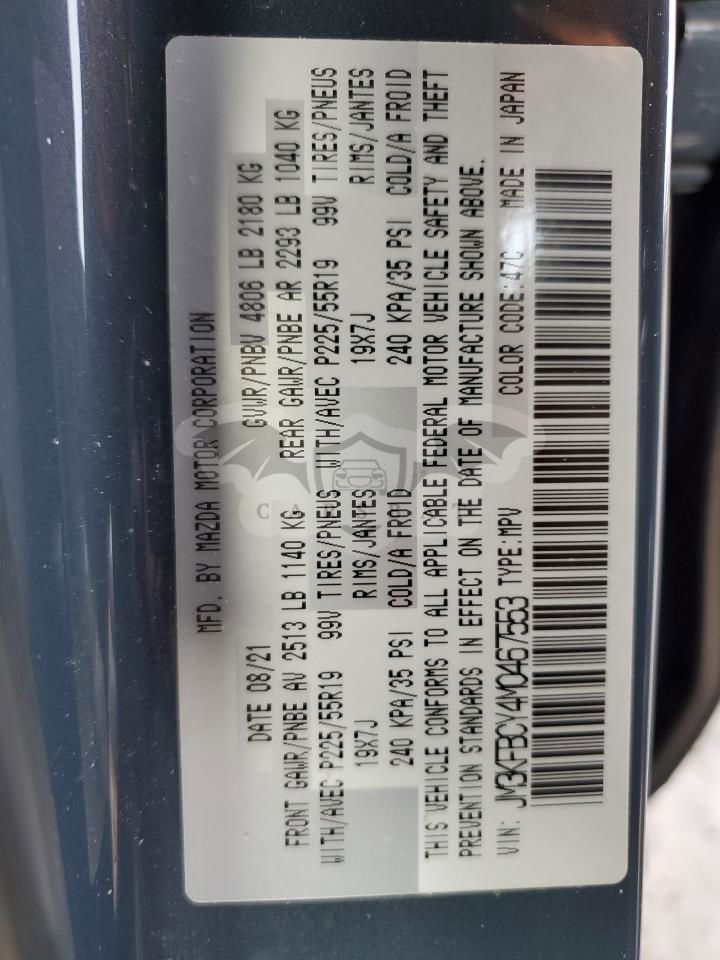 MFD. BY MAZDA MOTOR CORPORATION
DATE 08/21 GVWR/PNBV 4806 LB 2180 KG
FRONT GAWR/PNBE AV 2513 LB 1140 KG REAR GAWR/PNBE AR 2293 LB 1040 KG
WITH/AVEC P225/55R19 99V TIRES/PNEUS WITH/AVEC P225/55R19 99V TIRES/PNEUS
19X7J RIMS/JANTES 19X7J RIMS/JANTES
240 KPA/35 PSI COLD/A FROID 240 KPA/35 PSI COLD/A FROID
THIS VEHICLE CONFORMS TO ALL APPLICABLE FEDERAL MOTOR VEHICLE SAFETY AND THEFT
PREVENTION STANDARDS IN EFFECT ON THE DATE OF MANUFACTURE SHOWN ABOVE.
VIN: JM3KFBCY4M0467553 TYPE:MPV COLOR CODE:47C MADE IN JAPAN